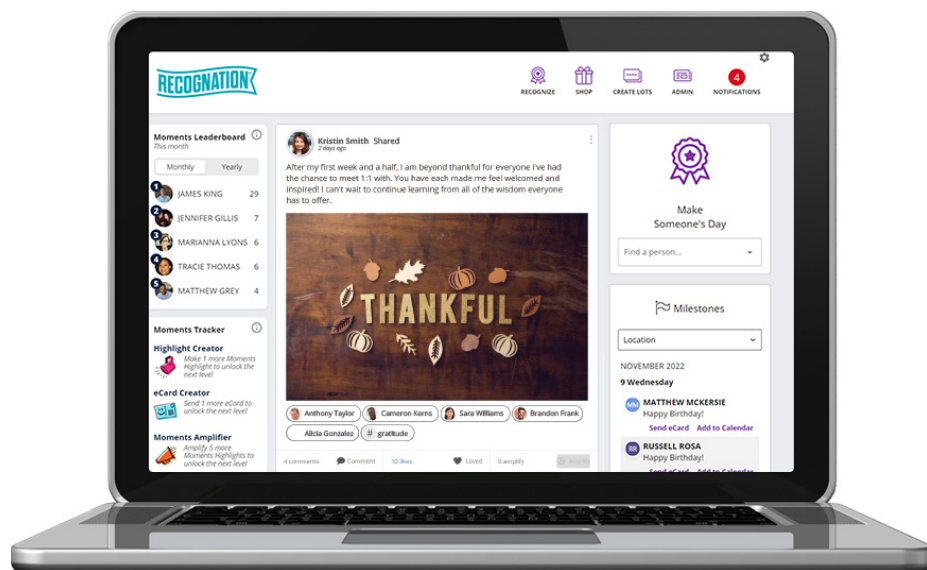 RECOGNATION
RECOGNIZE
SHOP
CREATE LOTS
ADMIN
4
NOTIFICATIONS
Moments Leaderboard
This month
Monthly Yearly
1 JAMES KING 29
2 JENNIFER GILLIS 7
3 MARIANNA LYONS 6
4 TRACIE THOMAS 6
5 MATTHEW GREY 4
Moments Tracker
Highlight Creator
Make 1 more Moments
Highlight to unlock the
next level
eCard Creator
Send 1 more eCard to
unlock the next level
Moments Amplifier
Amplify 5 more
Moments Highlights to
unlock the next level
Kristin Smith Shared
2 days ago
After my first week and a half, I am beyond thankful for everyone I've had
the chance to meet 1:1 with. You have each made me feel welcomed and
inspired! I can't wait to continue learning from all of the wisdom everyone
has to offer.
THANKFUL
Anthony Taylor Cameron Kerns Sara Williams Brandon Frank
Alicia Gonzalez # gratitude
4 comments Comment 10 likes Loved 0 amplify
Make
Someone's Day
Find a person...
Milestones
Location
NOVEMBER 2022
9 Wednesday
MM MATTHEW MCKERSIE
Happy Birthday!
Send eCard Add to Calendar
RR RUSSELL ROSA
Happy Birthday!
Send eCard Add to Calendar